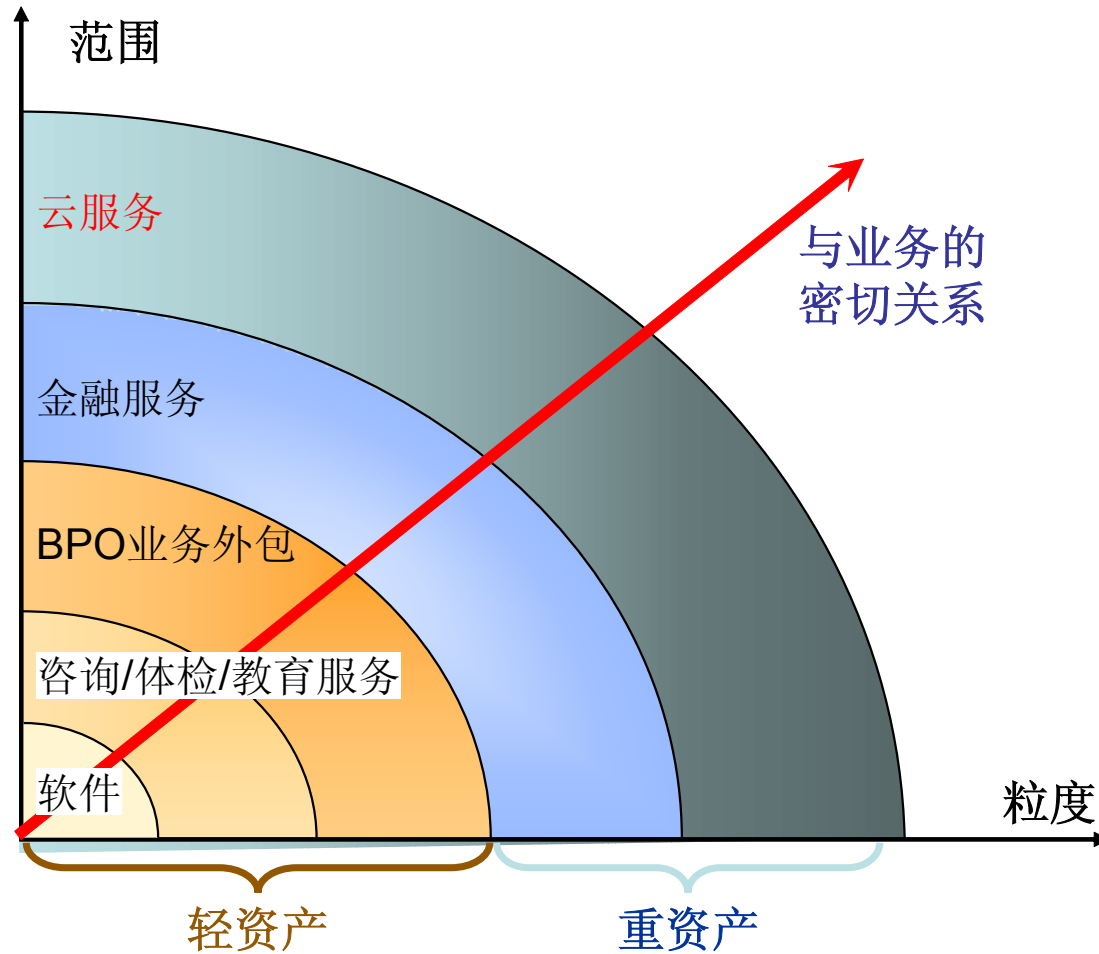 范围
云服务
与业务的
密切关系
金融服务
BPO业务外包
咨询/体检/教育服务
软件
粒度
轻资产
重资产